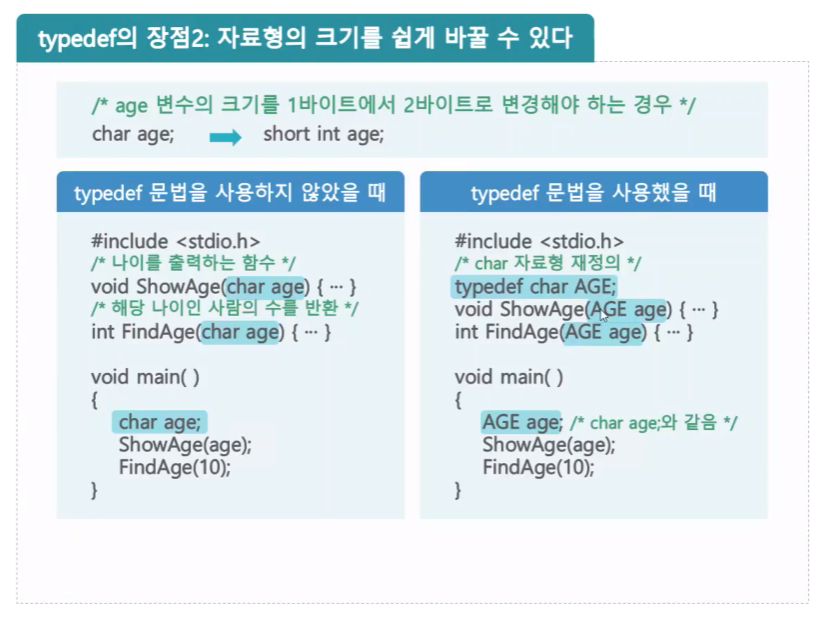 typedef의 장점2: 자료형의 크기를 쉽게 바꿀 수 있다
/* age 변수의 크기를 1바이트에서 2바이트로 변경해야 하는 경우 */
char age; short int age;
typedef 문법을 사용하지 않았을 때
#include <stdio.h>
/* 나이를 출력하는 함수 */
void ShowAge(char age) { ··· }
/* 해당 나이인 사람의 수를 반환 */
int FindAge(char age) { ··· }
void main( )
{
char age;
ShowAge(age);
FindAge(10);
}
typedef 문법을 사용했을 때
#include <stdio.h>
/* char 자료형 재정의 */
typedef char AGE;
void ShowAge(AGE age) { ··· }
int FindAge(AGE age) { ··· }
void main( )
{
AGE age; /* char age;와 같음 */
ShowAge(age);
FindAge(10);
}